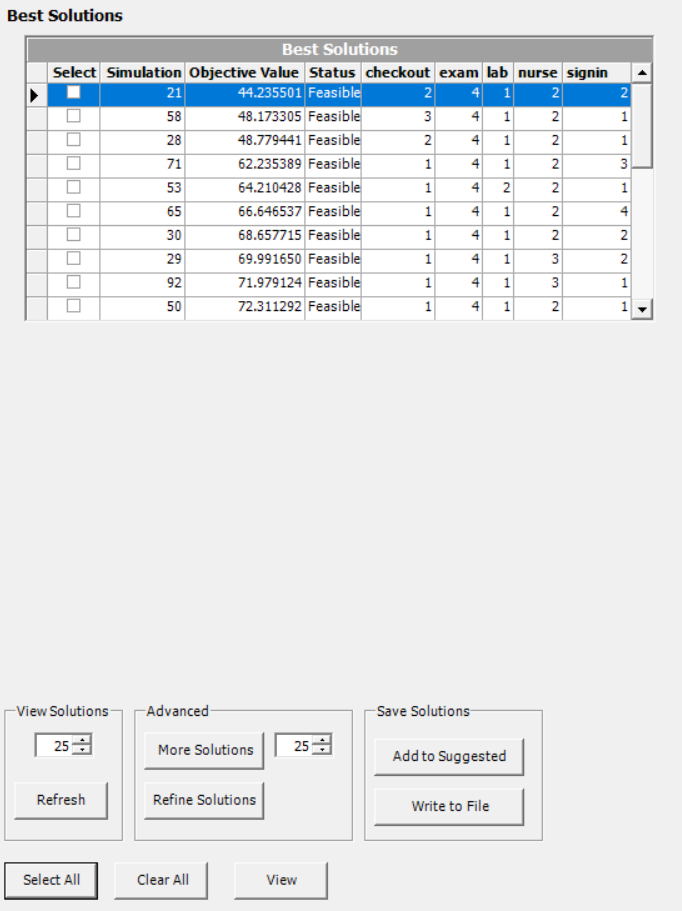 Best Solutions
Best Solutions
Select Simulation Objective Value Status checkout exam lab nurse signin
21 44.235501 Feasible 2 4 1 2 2
58 48.173305 Feasible 3 4 1 2 1
28 48.779441 Feasible 2 4 1 2 1
71 62.235389 Feasible 1 4 1 2 3
53 64.210428 Feasible 1 4 2 2 1
65 66.646537 Feasible 1 4 1 2 4
30 68.657715 Feasible 1 4 1 2 2
29 69.991650 Feasible 1 4 1 3 2
92 71.979124 Feasible 1 4 1 3 1
50 72.311292 Feasible 1 4 1 2 1
View Solutions Advanced Save Solutions
25 More Solutions 25 Add to Suggested
Refresh Refine Solutions Write to File
Select All Clear All View